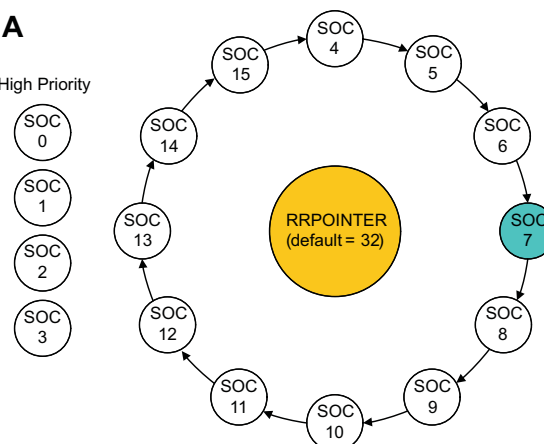 A
High Priority
SOC
0
SOC
1
SOC
2
SOC
3
SOC
4
SOC
5
SOC
6
SOC
7
SOC
8
SOC
9
SOC
10
SOC
11
SOC
12
SOC
13
SOC
14
SOC
15
RRPOINTER
(default = 32)